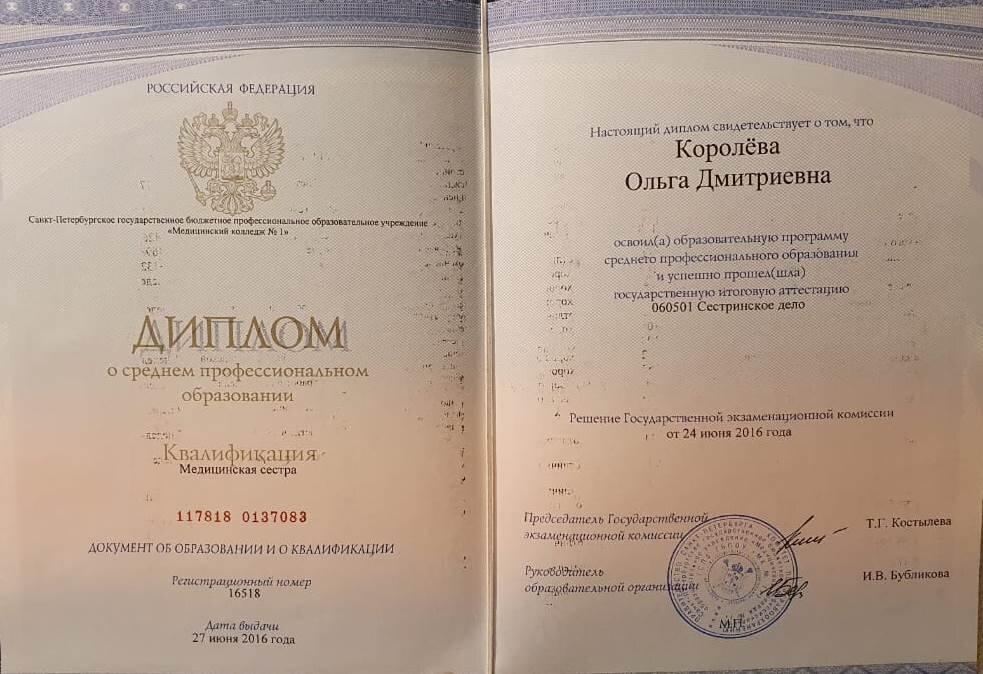 РОССИЙСКАЯ ФЕДЕРАЦИЯ
Санкт-Петербургское государственное бюджетное профессиональное образовательное учреждение
«Медицинский колледж № 1»
ДИПЛОМ
о среднем профессиональном
образовании
Квалификация
Медицинская сестра
117818 0137083
ДОКУМЕНТ ОБ ОБРАЗОВАНИИ И О КВАЛИФИКАЦИИ
Регистрационный номер
16518
Дата выдачи
27 июня 2016 года
Настоящий диплом свидетельствует о том, что
Королёва
Ольга Дмитриевна
освоил(а) образовательную программу
среднего профессионального образования
и успешно прошел(шла)
государственную итоговую аттестацию
060501 Сестринское дело
Решение Государственной экзаменационной комиссии
от 24 июня 2016 года
Председатель Государственной
экзаменационной комиссии
Т.Г. Костылева
Руководитель
образовательной организации
И.В. Бубликова
М.П.